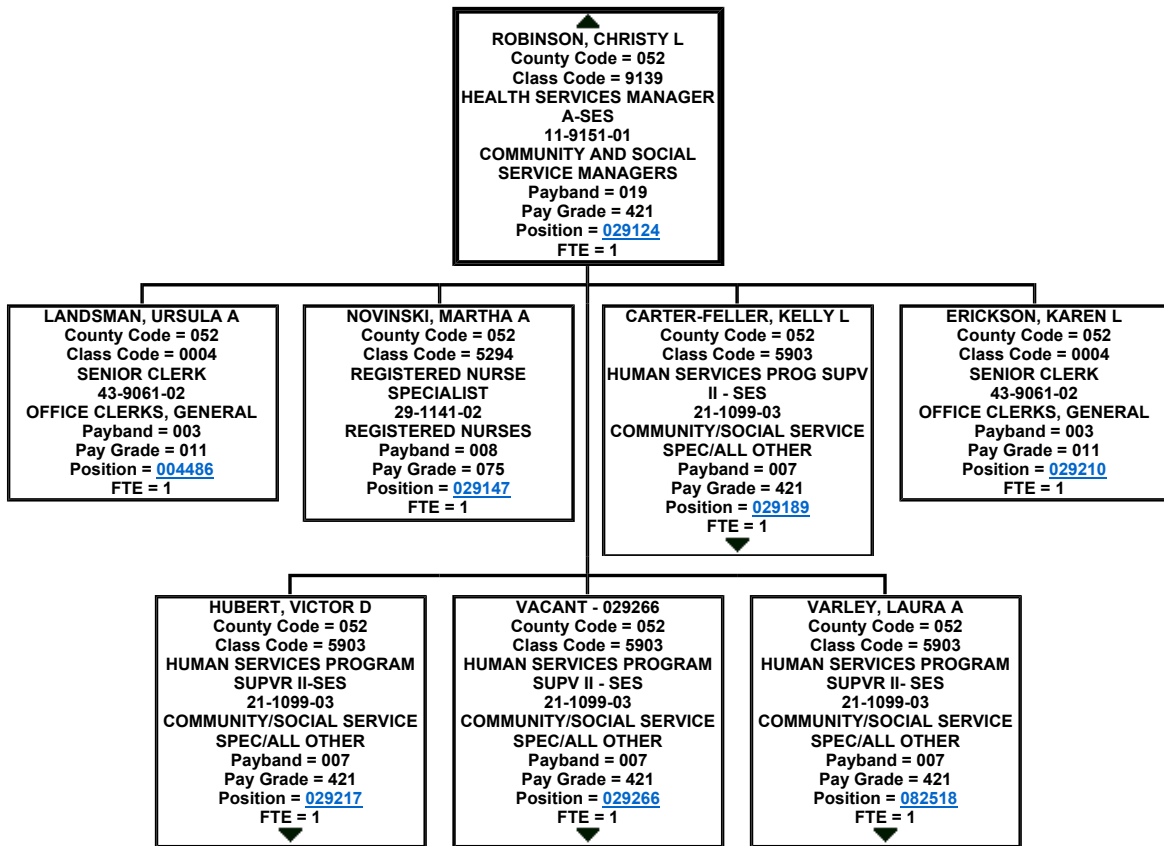 ROBINSON, CHRISTY L
County Code = 052
Class Code = 9139
HEALTH SERVICES MANAGER
A-SES
11-9151-01
COMMUNITY AND SOCIAL
SERVICE MANAGERS
Payband = 019
Pay Grade = 421
Position = 029124
FTE = 1
LANDSMAN, URSULA A
County Code = 052
Class Code = 0004
SENIOR CLERK
43-9061-02
OFFICE CLERKS, GENERAL
Payband = 003
Pay Grade = 011
Position = 004486
FTE = 1
NOVINSKI, MARTHA A
County Code = 052
Class Code = 5294
REGISTERED NURSE
SPECIALIST
29-1141-02
REGISTERED NURSES
Payband = 008
Pay Grade = 075
Position = 029147
FTE = 1
CARTER-FELLER, KELLY L
County Code = 052
Class Code = 5903
HUMAN SERVICES PROG SUPV
II - SES
21-1099-03
COMMUNITY/SOCIAL SERVICE
SPEC/ALL OTHER
Payband = 007
Pay Grade = 421
Position = 029189
FTE = 1
ERICKSON, KAREN L
County Code = 052
Class Code = 0004
SENIOR CLERK
43-9061-02
OFFICE CLERKS, GENERAL
Payband = 003
Pay Grade = 011
Position = 029210
FTE = 1
HUBERT, VICTOR D
County Code = 052
Class Code = 5903
HUMAN SERVICES PROGRAM
SUPVR II-SES
21-1099-03
COMMUNITY/SOCIAL SERVICE
SPEC/ALL OTHER
Payband = 007
Pay Grade = 421
Position = 029217
FTE = 1
VACANT - 029266
County Code = 052
Class Code = 5903
HUMAN SERVICES PROGRAM
SUPV II - SES
21-1099-03
COMMUNITY/SOCIAL SERVICE
SPEC/ALL OTHER
Payband = 007
Pay Grade = 421
Position = 029266
FTE = 1
VARLEY, LAURA A
County Code = 052
Class Code = 5903
HUMAN SERVICES PROGRAM
SUPVR II- SES
21-1099-03
COMMUNITY/SOCIAL SERVICE
SPEC/ALL OTHER
Payband = 007
Pay Grade = 421
Position = 082518
FTE = 1